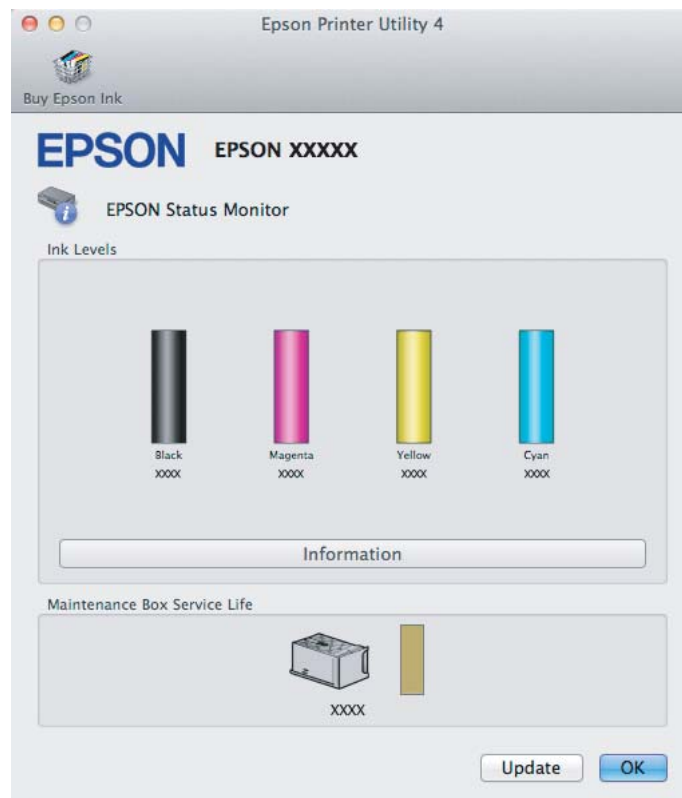 Epson Printer Utility 4
Buy Epson Ink
EPSON EPSON XXXXX
EPSON Status Monitor
Ink Levels
Black Magenta Yellow Cyan
XXXX XXXX XXXX XXXX
Information
Maintenance Box Service Life
XXXX
Update OK